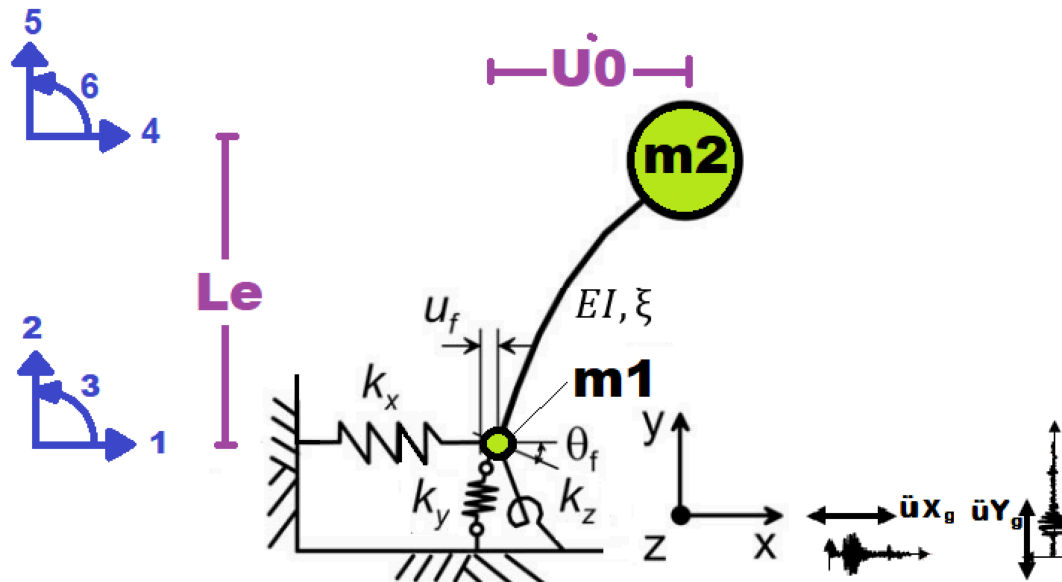 5
6
4
U0
m2
Le
EI, ξ
u_f
2
3
1
k_x
m1
θ_f
k_y
k_z
y
z
x
üX_g
üY_g